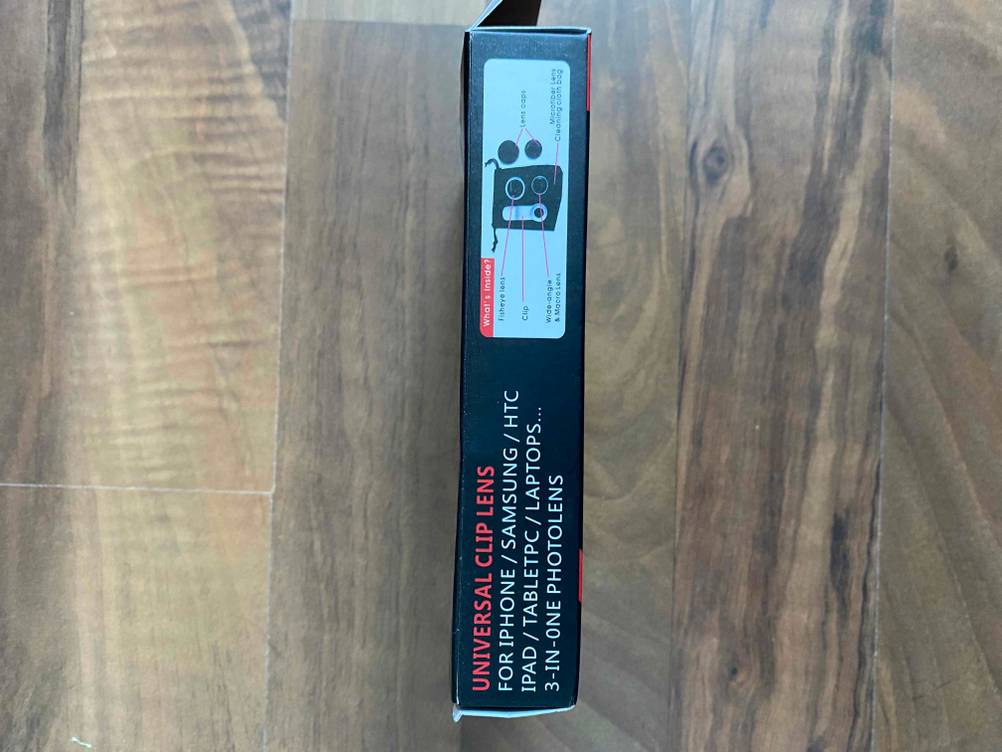 UNIVERSAL CLIP LENS
FOR IPHONE / SAMSUNG / HTC
IPAD / TABLETPC / LAPTOPS...
3-IN-ONE PHOTOLENS
What's inside?
Fisheye lens
Clip
Wide-angle
& Macro Lens
Lens caps
Microfiber Lens
Cleaning cloth bag